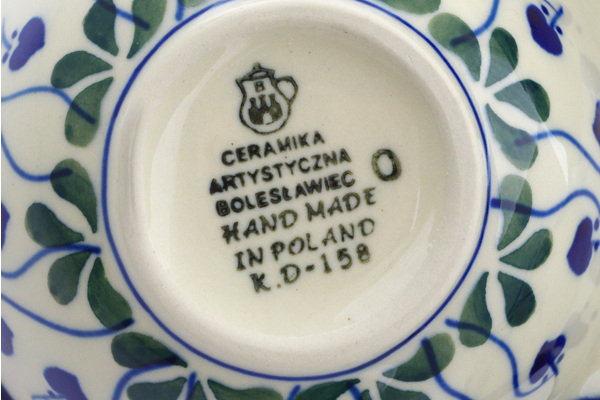 B
CERAMIKA
ARTYSTYCZNA
BOLESŁAWIEC O
HAND MADE
IN POLAND
K.D-158